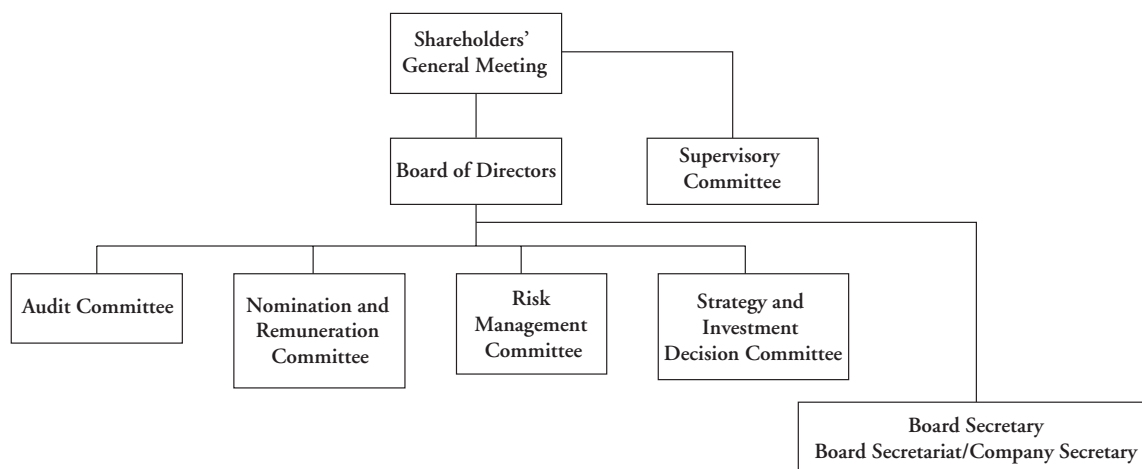 Shareholders’
General Meeting
Board of Directors
Supervisory
Committee
Audit Committee
Nomination and
Remuneration
Committee
Risk
Management
Committee
Strategy and
Investment
Decision Committee
Board Secretary
Board Secretariat/Company Secretary